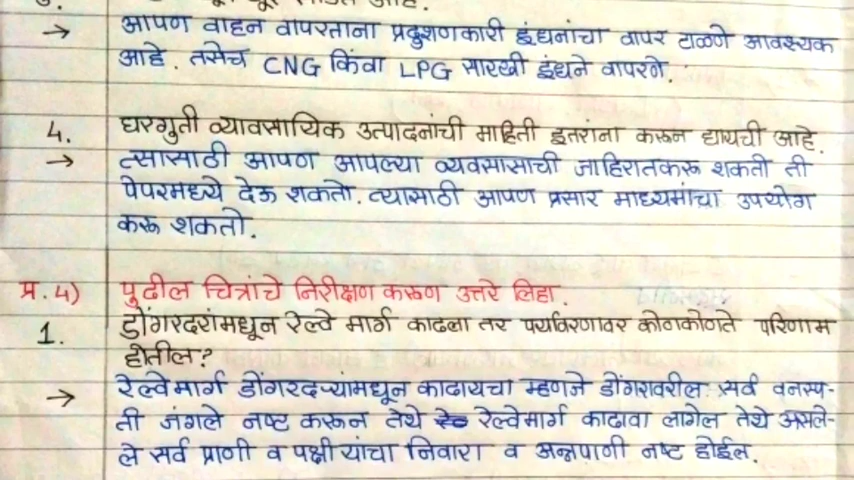 → आपण वाहन वापरताना प्रदुशणकारी इंधनांचा वापर टाळणे आवश्यक
आहे. तसेच CNG किंवा LPG सारखी इंधने वापरणे.
4. घरगुती व्यावसायिक उत्पादनांची माहिती इतरांना करून द्यायची आहे.
→ त्सासाठी आपण आपल्या व्यवसासाची जाहिरातकरू शकतो ती
पेपरमध्ये देऊ शकतो. त्यासाठी आपण प्रसार माध्यमांचा उपयोग
करू शकतो.
प्र. 4) पुढील चित्रांचे निरीक्षण करूण उत्तरे लिहा.
1. डोंगरदरांमधून रेल्वे मार्ग काढला तर पर्यावरणावर कोणकोणते परिणाम
होतील?
→ रेल्वेमार्ग डोंगरदऱ्यांमधून काढायचा म्हणजे डोंगरावरील सर्व वनस्प-
ती जंगले नष्ट करून तेथे रेल्वेमार्ग काढावा लागेल तेथे असले-
ले सर्व प्राणी व पक्षी यांचा निवारा व अन्नपाणी नष्ट होईल.